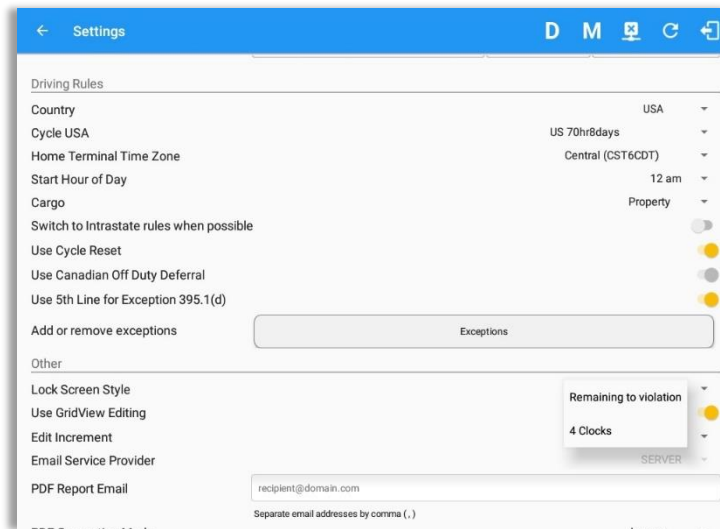 Settings
D M
Driving Rules
Country USA
Cycle USA US 70hr8days
Home Terminal Time Zone Central (CST6CDT)
Start Hour of Day 12 am
Cargo Property
Switch to Intrastate rules when possible
Use Cycle Reset
Use Canadian Off Duty Deferral
Use 5th Line for Exception 395.1(d)
Add or remove exceptions Exceptions
Other
Lock Screen Style
Remaining to violation
Use GridView Editing
4 Clocks
Edit Increment
Email Service Provider SERVER
PDF Report Email recipient@domain.com
Separate email addresses by comma ( , )